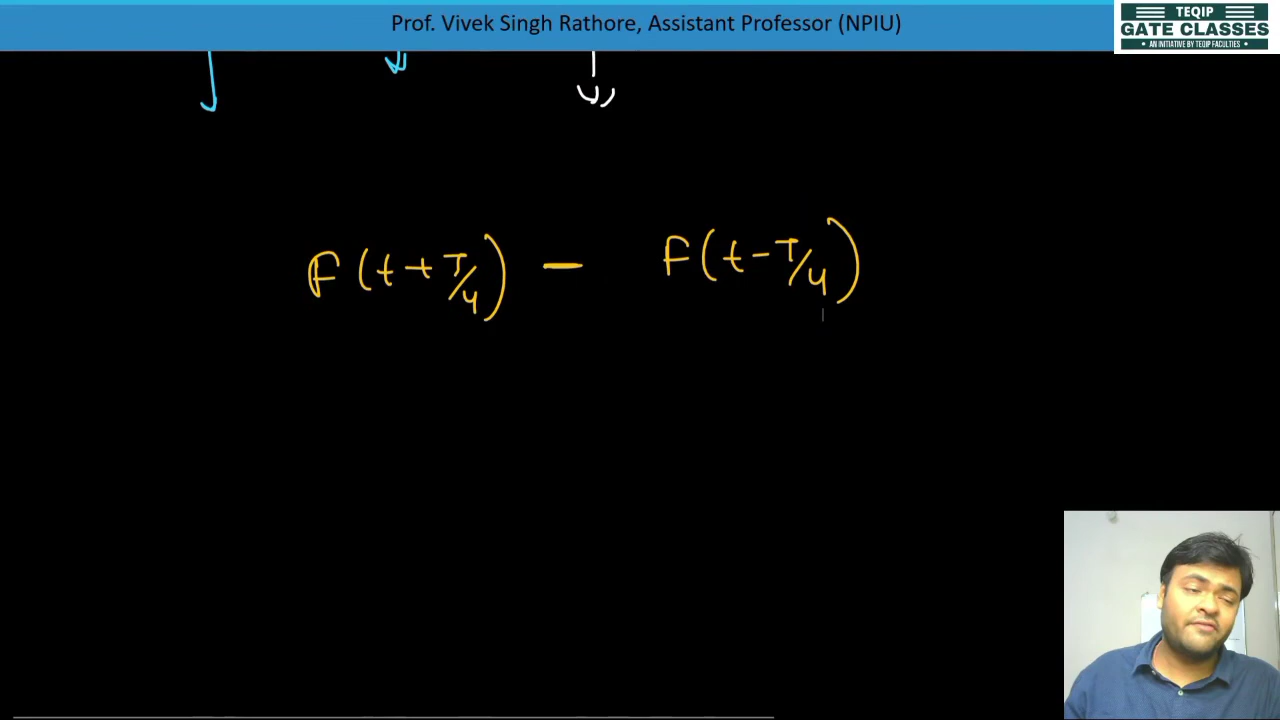 Prof. Vivek Singh Rathore, Assistant Professor (NPIU)
TEQIP
GATE CLASSES
• AN INITIATIVE BY TEQIP FACULTIES •
F(t+T/4) - F(t-T/4)